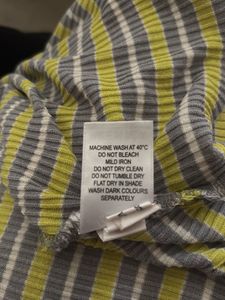 MACHINE WASH AT 40°C
DO NOT BLEACH
MILD IRON
DO NOT DRY CLEAN
DO NOT TUMBLE DRY
FLAT DRY IN SHADE
WASH DARK COLOURS
SEPARATELY